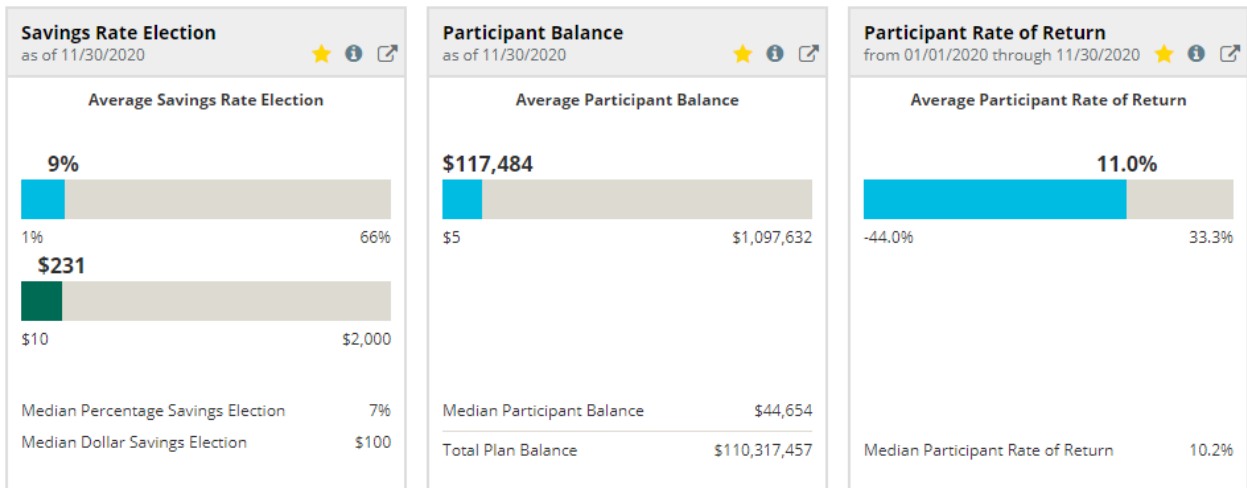 Savings Rate Election
as of 11/30/2020
Average Savings Rate Election
9%
1% 66%
$231
$10 $2,000
Median Percentage Savings Election 7%
Median Dollar Savings Election $100
Participant Balance
as of 11/30/2020
Average Participant Balance
$117,484
$5 $1,097,632
Median Participant Balance $44,654
Total Plan Balance $110,317,457
Participant Rate of Return
from 01/01/2020 through 11/30/2020
Average Participant Rate of Return
11.0%
-44.0% 33.3%
Median Participant Rate of Return 10.2%